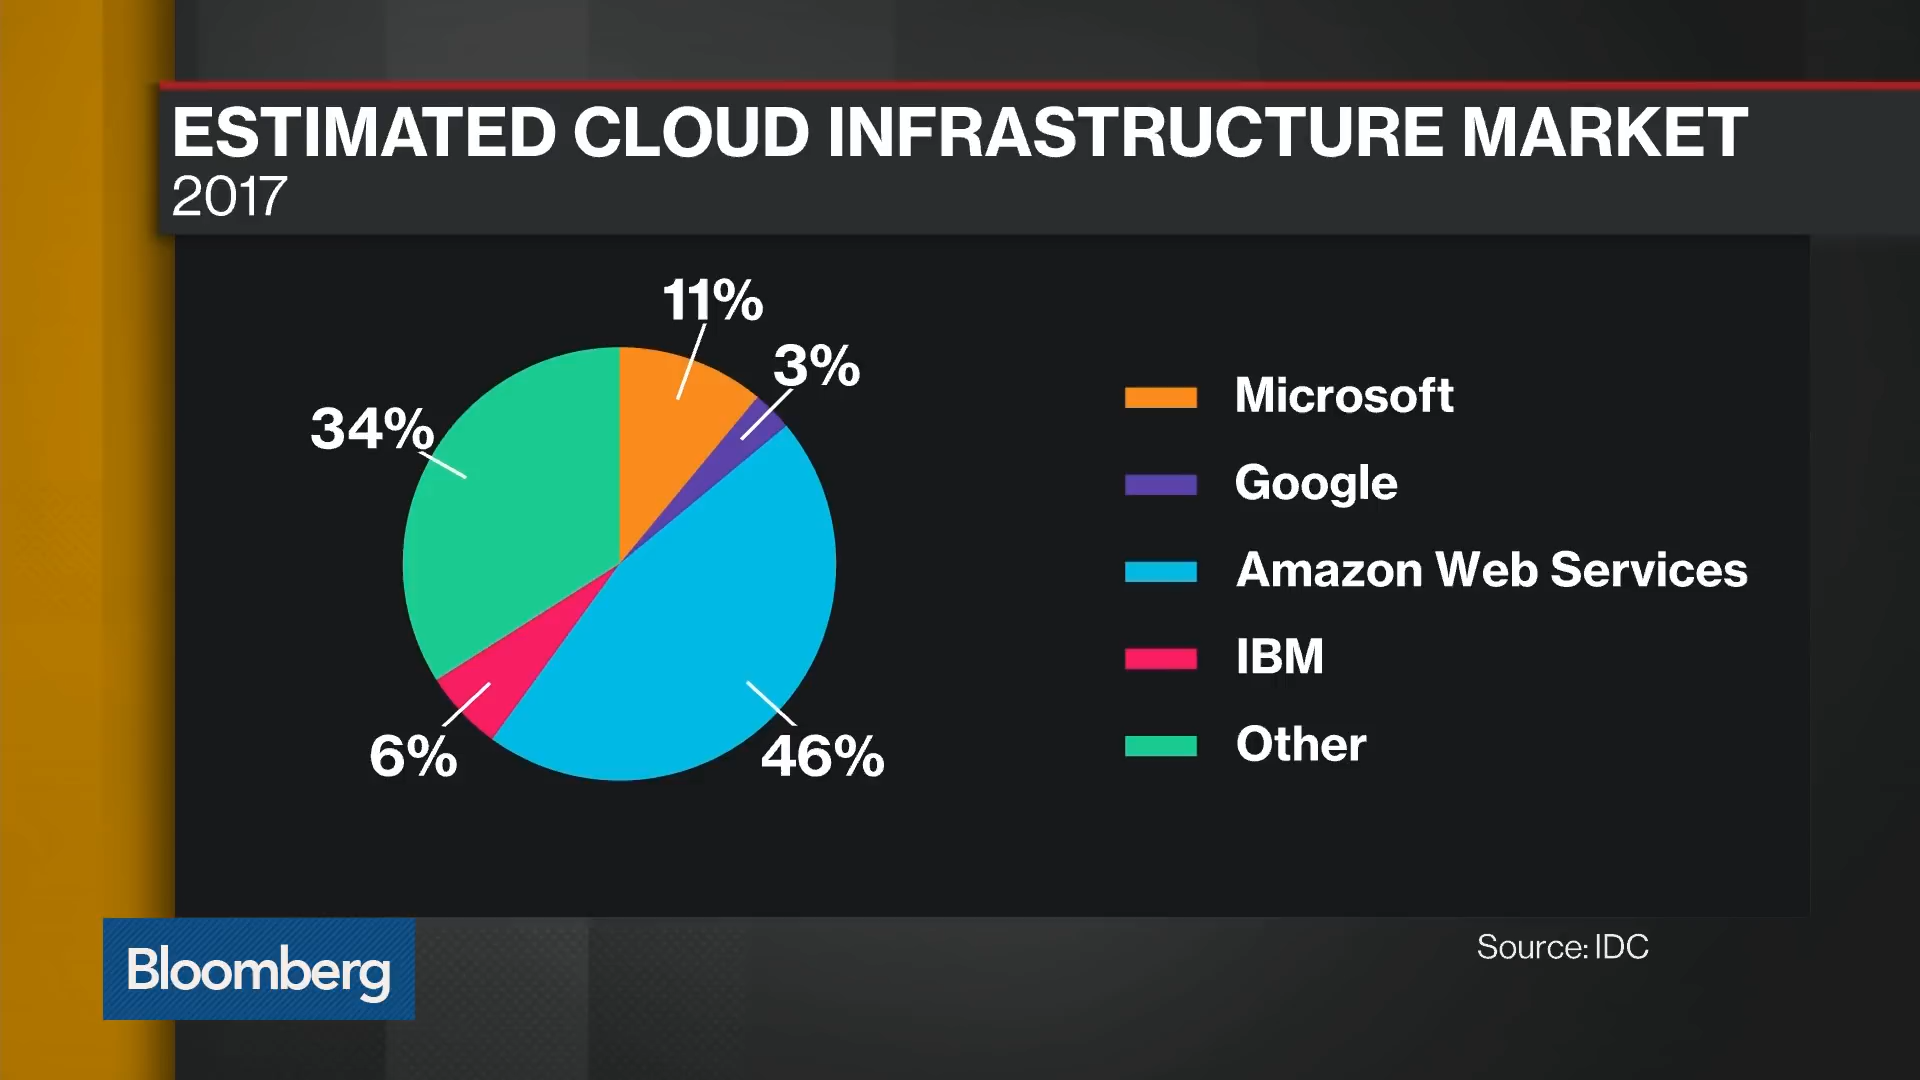 ESTIMATED CLOUD INFRASTRUCTURE MARKET
2017
11%
3%
34%
6%
46%
Microsoft
Google
Amazon Web Services
IBM
Other
Source: IDC
Bloomberg